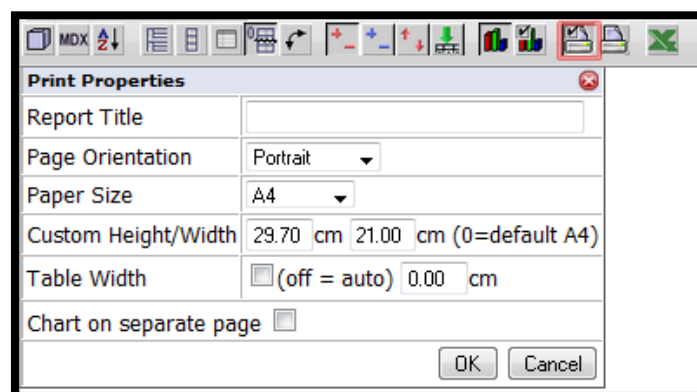 MDX A Z
Print Properties
Report Title
Page Orientation Portrait
Paper Size A4
Custom Height/Width 29.70 cm 21.00 cm (0=default A4)
Table Width (off = auto) 0.00 cm
Chart on separate page
OK Cancel